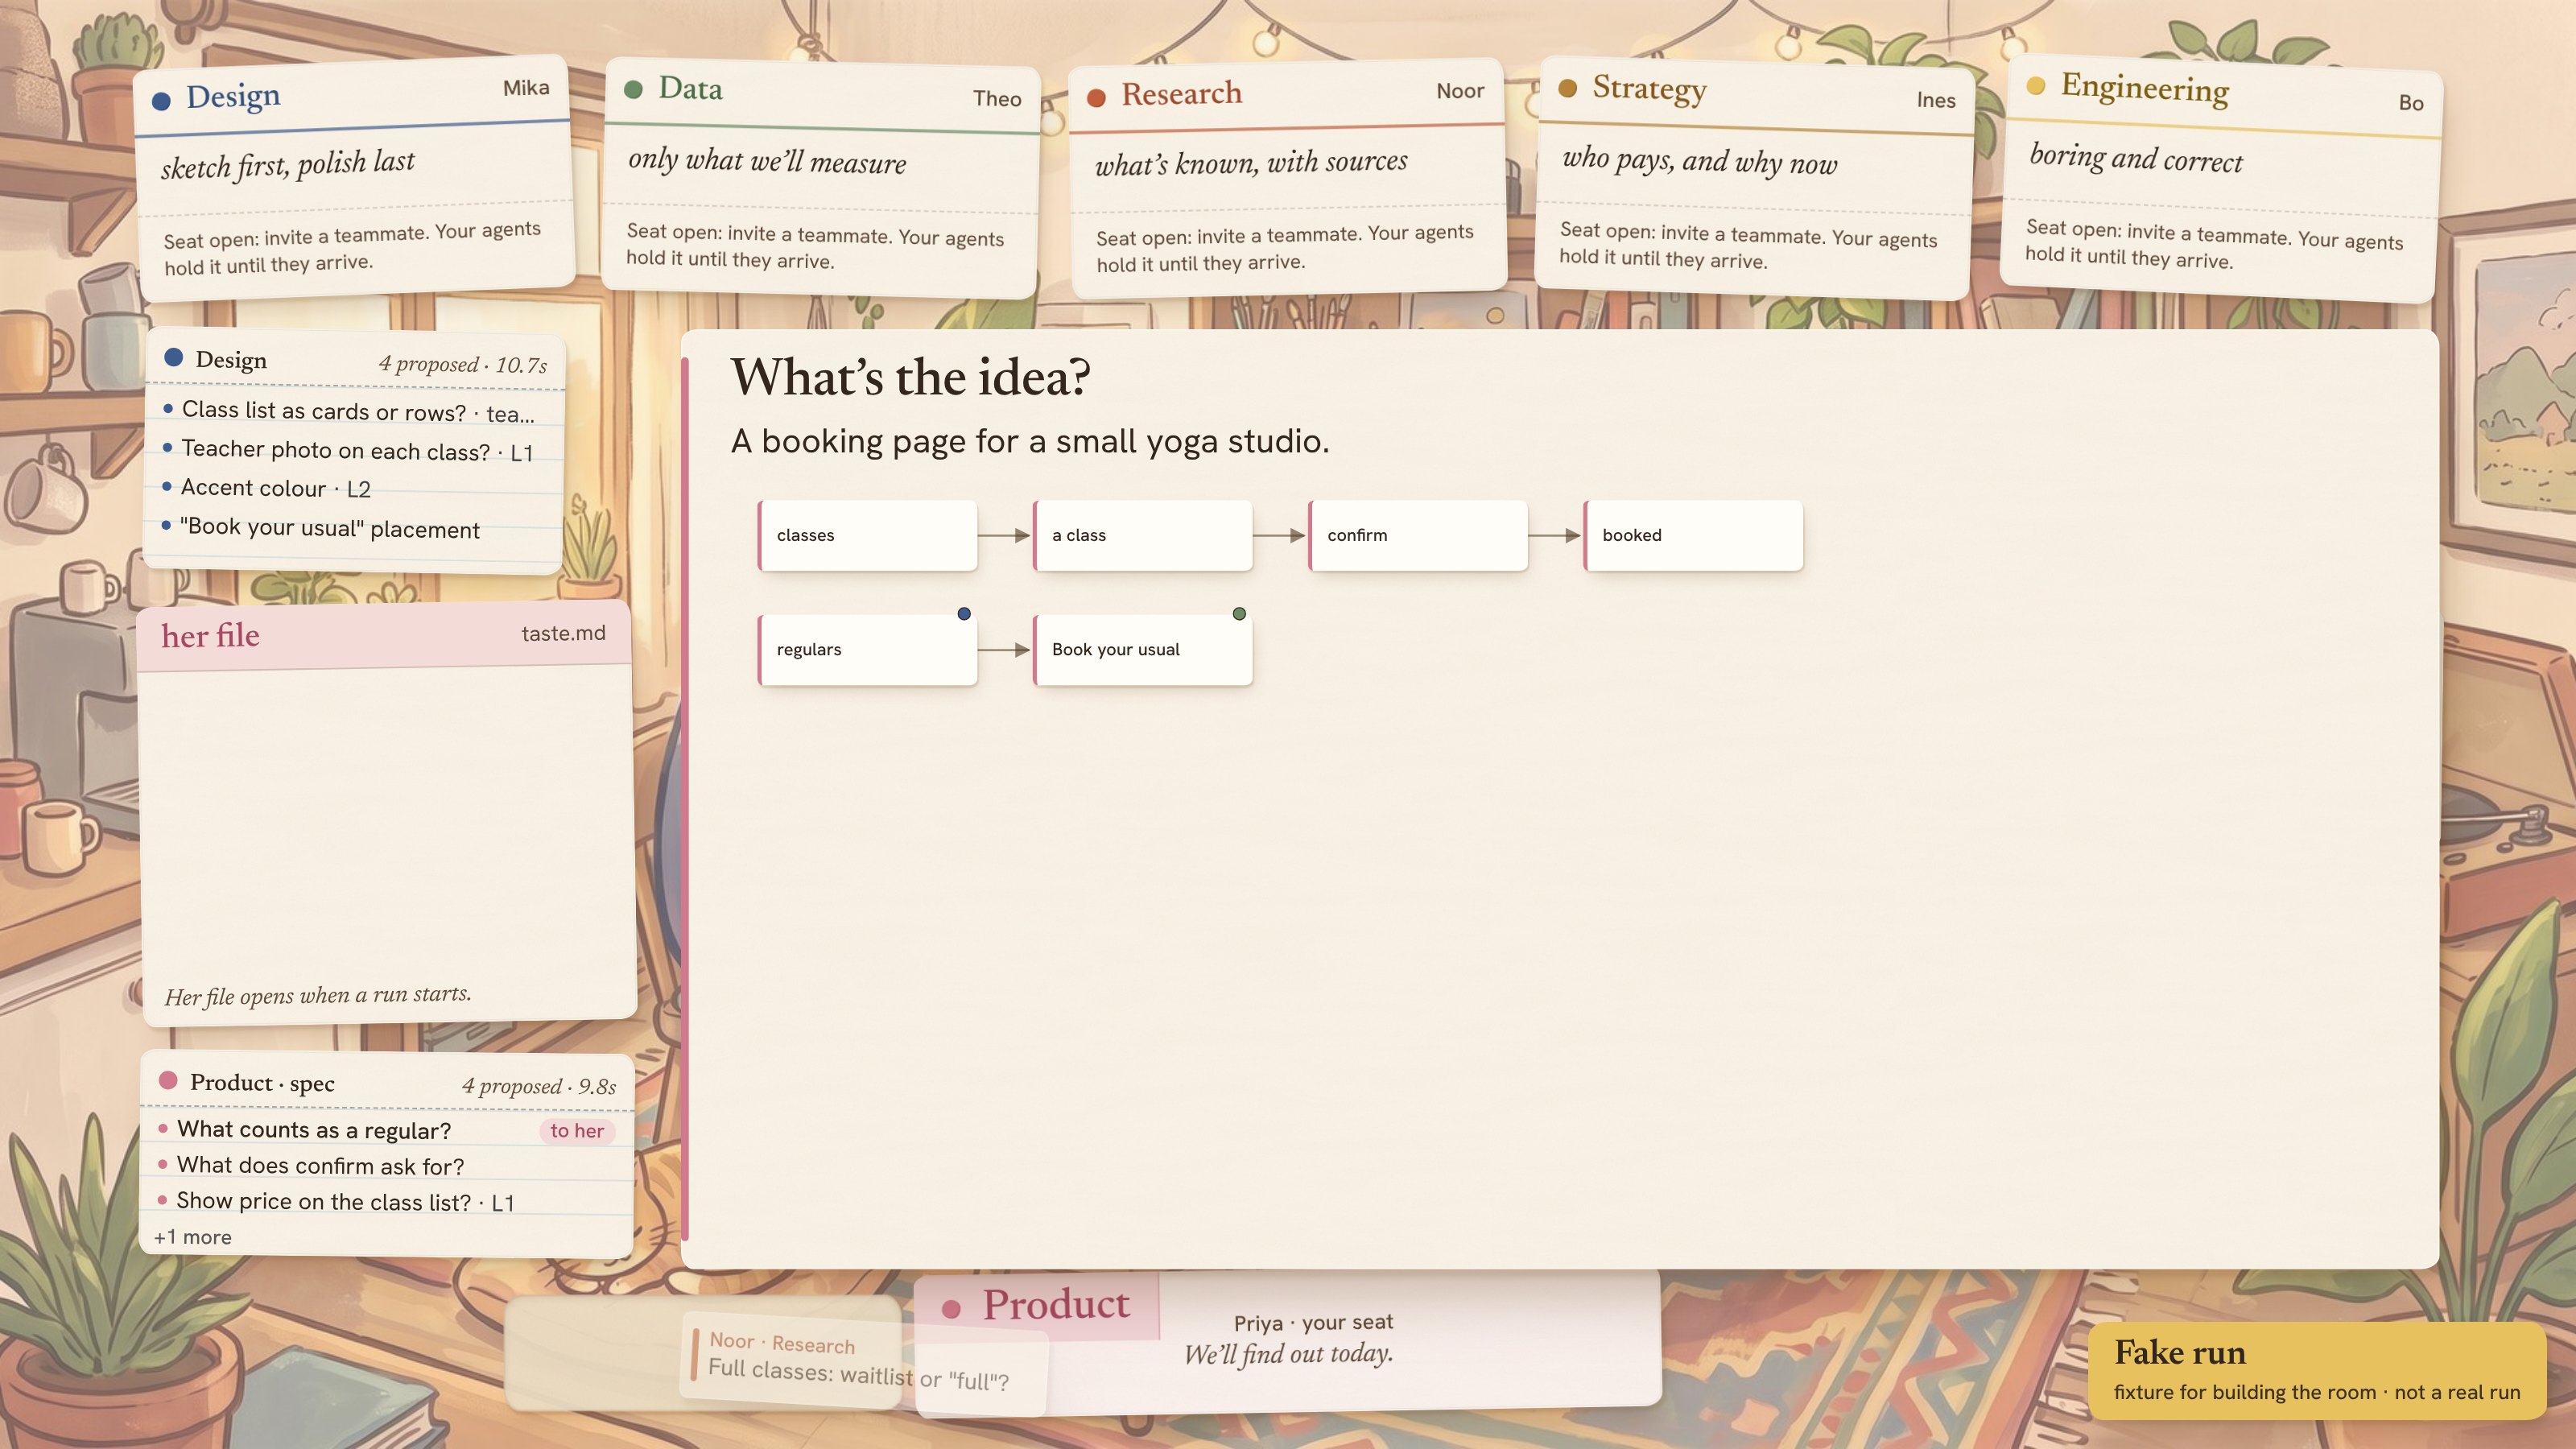 Design
Mika
sketch first, polish last
Seat open: invite a teammate. Your agents
hold it until they arrive.
Data
Theo
only what we’ll measure
Seat open: invite a teammate. Your agents
hold it until they arrive.
Research
Noor
what’s known, with sources
Seat open: invite a teammate. Your agents
hold it until they arrive.
Strategy
Ines
who pays, and why now
Seat open: invite a teammate. Your agents
hold it until they arrive.
Engineering
Bo
boring and correct
Seat open: invite a teammate. Your agents
hold it until they arrive.
Design
4 proposed · 10.7s
Class list as cards or rows? · tea...
Teacher photo on each class? · L1
Accent colour · L2
"Book your usual" placement
her file
taste.md
Her file opens when a run starts.
Product · spec
4 proposed · 9.8s
What counts as a regular?
to her
What does confirm ask for?
Show price on the class list? · L1
+1 more
What’s the idea?
A booking page for a small yoga studio.
classes
a class
confirm
booked
regulars
Book your usual
Noor · Research
Full classes: waitlist or "full"?
Product
Priya · your seat
We’ll find out today.
Fake run
fixture for building the room · not a real run